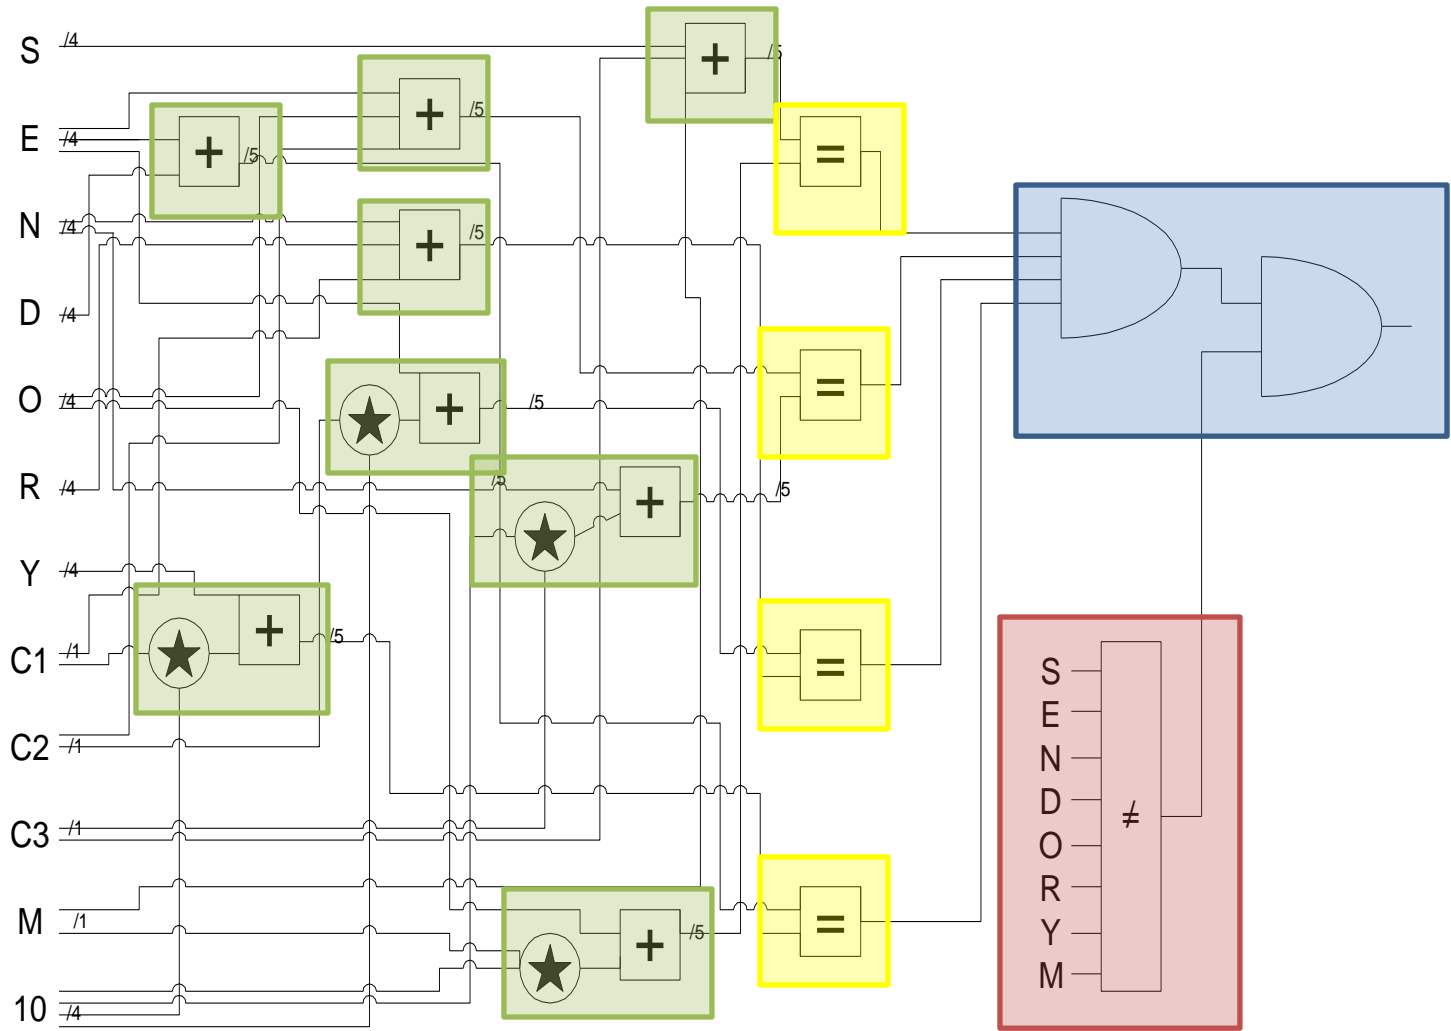 S /4
+ /5
+ /5
E /4
+ /5
=
N /4
+ /5
D /4
=
O /4
★ + /5
R /4
/5
★ + /5
Y /4
C1 /1
★ + /5
=
C2 /1
C3 /1
M /1
★ + /5
=
10 /4
S
E
N
D
O
R
Y
M
≠